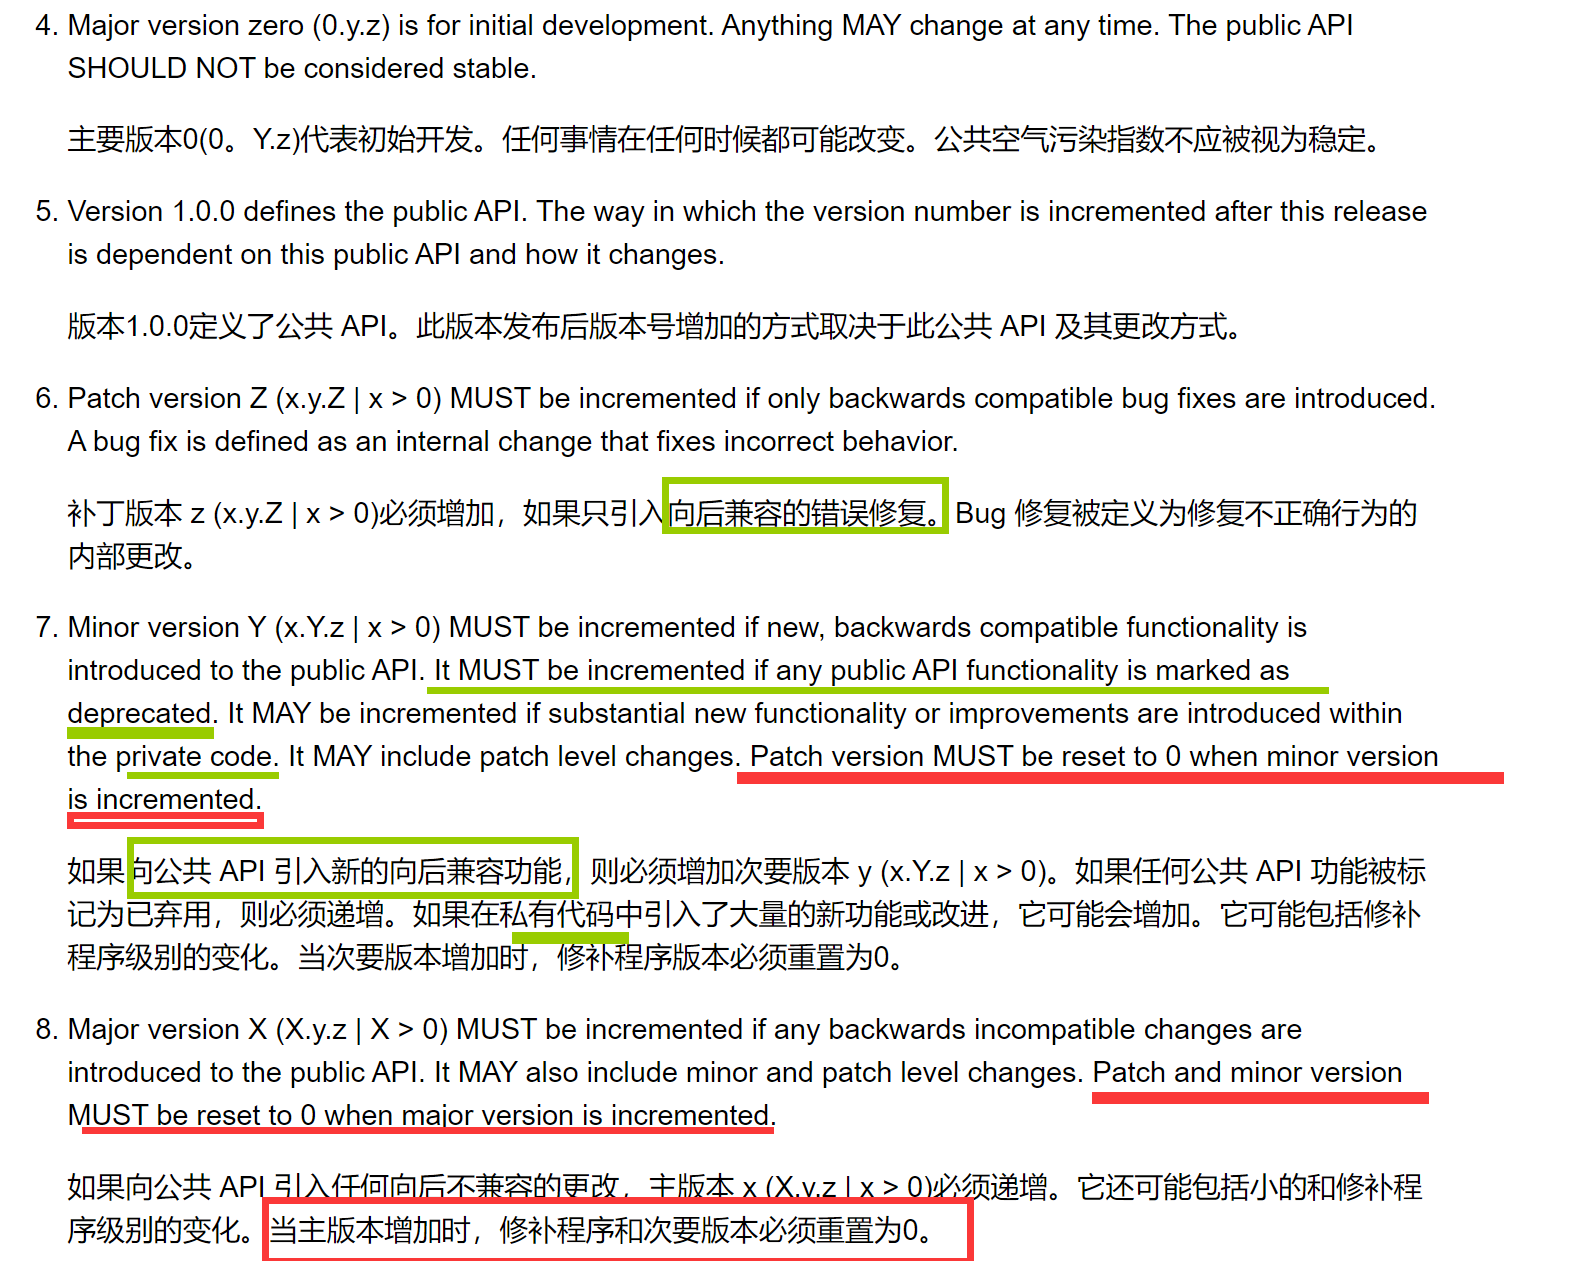 4. Major version zero (0.y.z) is for initial development. Anything MAY change at any time. The public API
SHOULD NOT be considered stable.
主要版本0(0。Y.z)代表初始开发。任何事情在任何时候都可能改变。公共空气污染指数不应被视为稳定。
5. Version 1.0.0 defines the public API. The way in which the version number is incremented after this release
is dependent on this public API and how it changes.
版本1.0.0定义了公共 API。此版本发布后版本号增加的方式取决于此公共 API 及其更改方式。
6. Patch version Z (x.y.Z | x > 0) MUST be incremented if only backwards compatible bug fixes are introduced.
A bug fix is defined as an internal change that fixes incorrect behavior.
补丁版本 z (x.y.Z | x > 0)必须增加，如果只引入向后兼容的错误修复。Bug 修复被定义为修复不正确行为的
内部更改。
7. Minor version Y (x.Y.z | x > 0) MUST be incremented if new, backwards compatible functionality is
introduced to the public API. It MUST be incremented if any public API functionality is marked as
deprecated. It MAY be incremented if substantial new functionality or improvements are introduced within
the private code. It MAY include patch level changes. Patch version MUST be reset to 0 when minor version
is incremented.
如果向公共 API 引入新的向后兼容功能，则必须增加次要版本 y (x.Y.z | x > 0)。如果任何公共 API 功能被标
记为已弃用，则必须递增。如果在私有代码中引入了大量的新功能或改进，它可能会增加。它可能包括修补
程序级别的变化。当次要版本增加时，修补程序版本必须重置为0。
8. Major version X (X.y.z | X > 0) MUST be incremented if any backwards incompatible changes are
introduced to the public API. It MAY also include minor and patch level changes. Patch and minor version
MUST be reset to 0 when major version is incremented.
如果向公共 API 引入任何向后不兼容的更改，主版本 x (X.y.z | x > 0)必须递增。它还可能包括小的和修补程
序级别的变化。当主版本增加时，修补程序和次要版本必须重置为0。